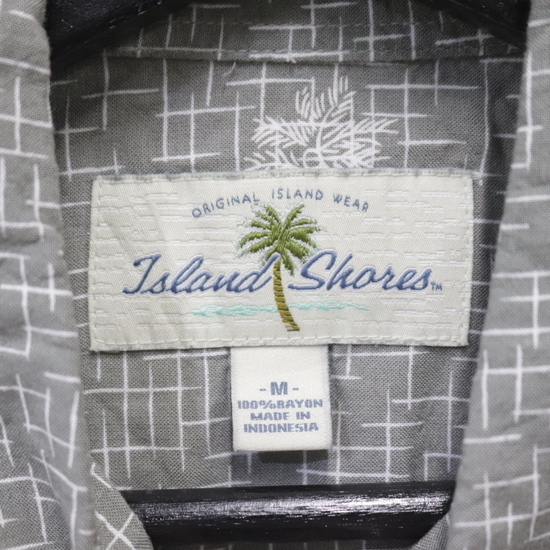 ORIGINAL ISLAND WEAR
Island Shores™
-M-
100%RAYON
MADE IN
INDONESIA